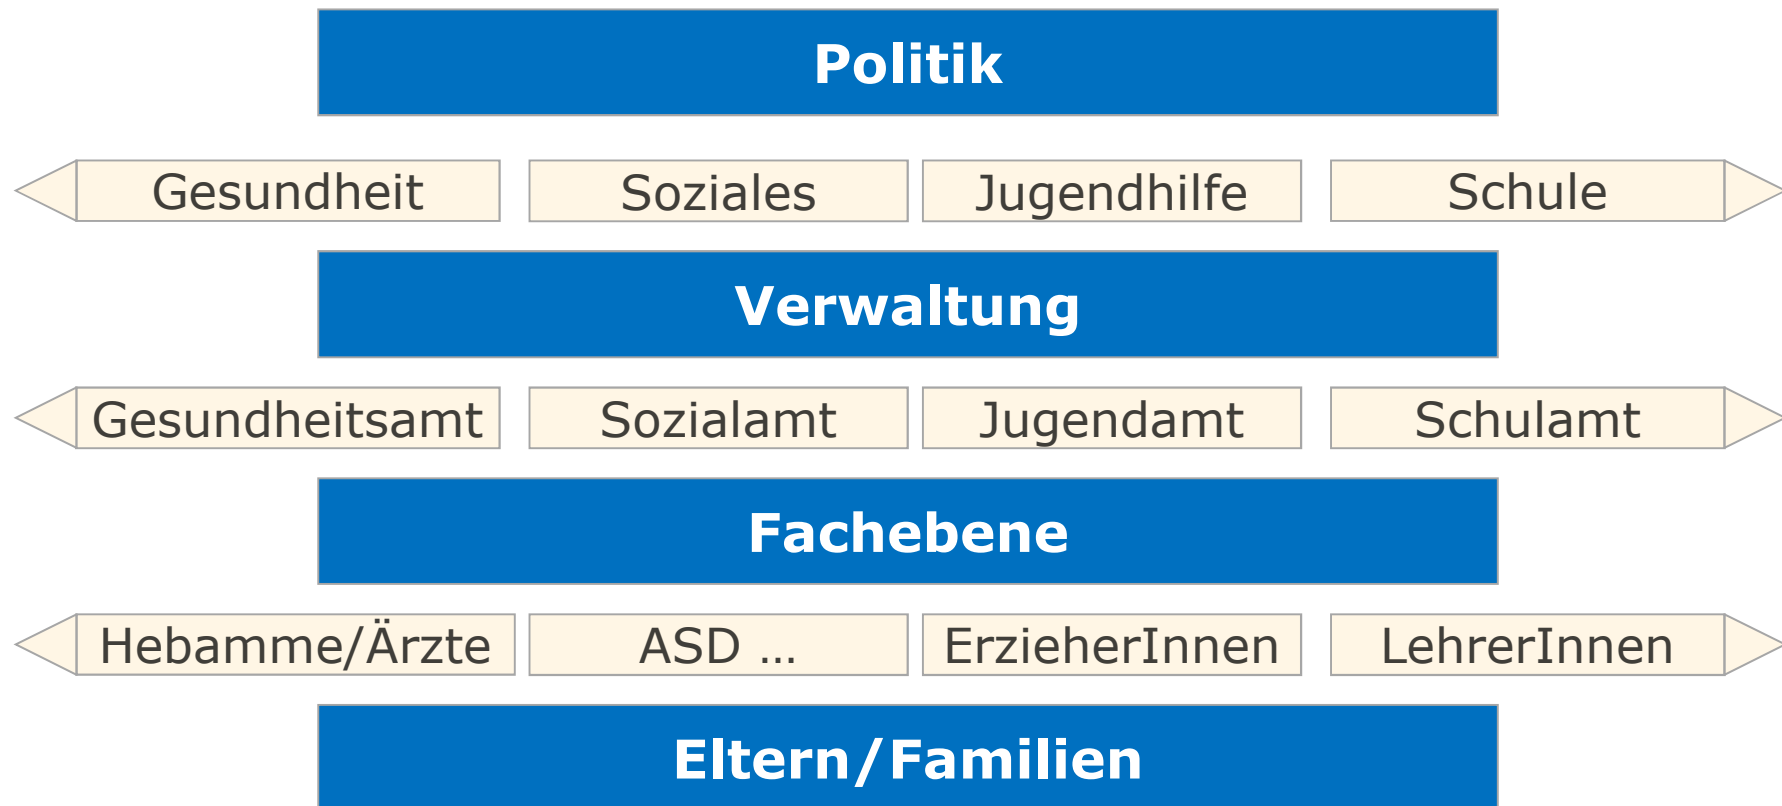 Politik
Gesundheit Soziales Jugendhilfe Schule
Verwaltung
Gesundheitsamt Sozialamt Jugendamt Schulamt
Fachebene
Hebamme/Ärzte ASD … ErzieherInnen LehrerInnen
Eltern/Familien